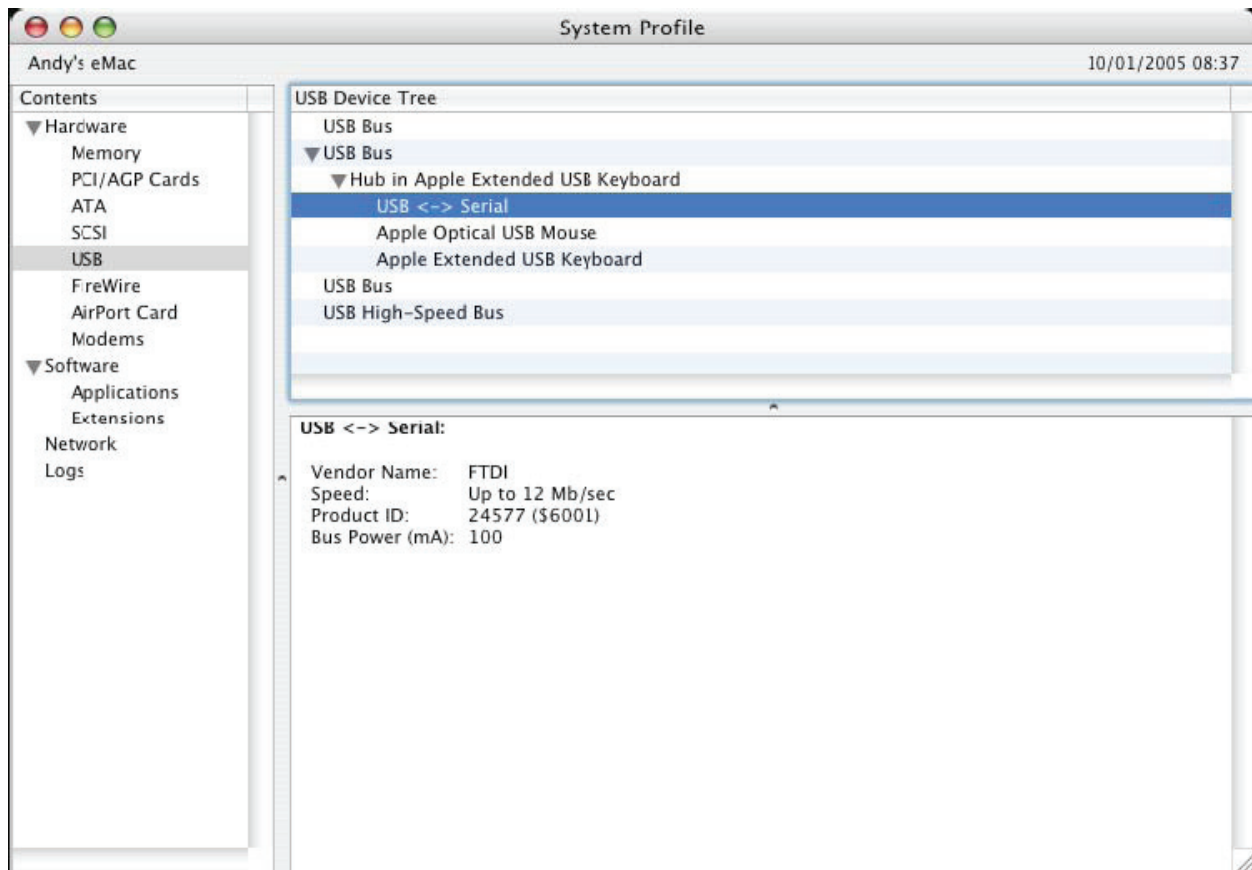 System Profile
Andy's eMac
10/01/2005 08:37
Contents
Hardware
Memory
PCI/AGP Cards
ATA
SCSI
USB
FireWire
AirPort Card
Modems
Software
Applications
Extensions
Network
Logs
USB Device Tree
USB Bus
USB Bus
Hub in Apple Extended USB Keyboard
USB <-> Serial
Apple Optical USB Mouse
Apple Extended USB Keyboard
USB Bus
USB High-Speed Bus
USB <-> Serial:
Vendor Name: FTDI
Speed: Up to 12 Mb/sec
Product ID: 24577 ($6001)
Bus Power (mA): 100